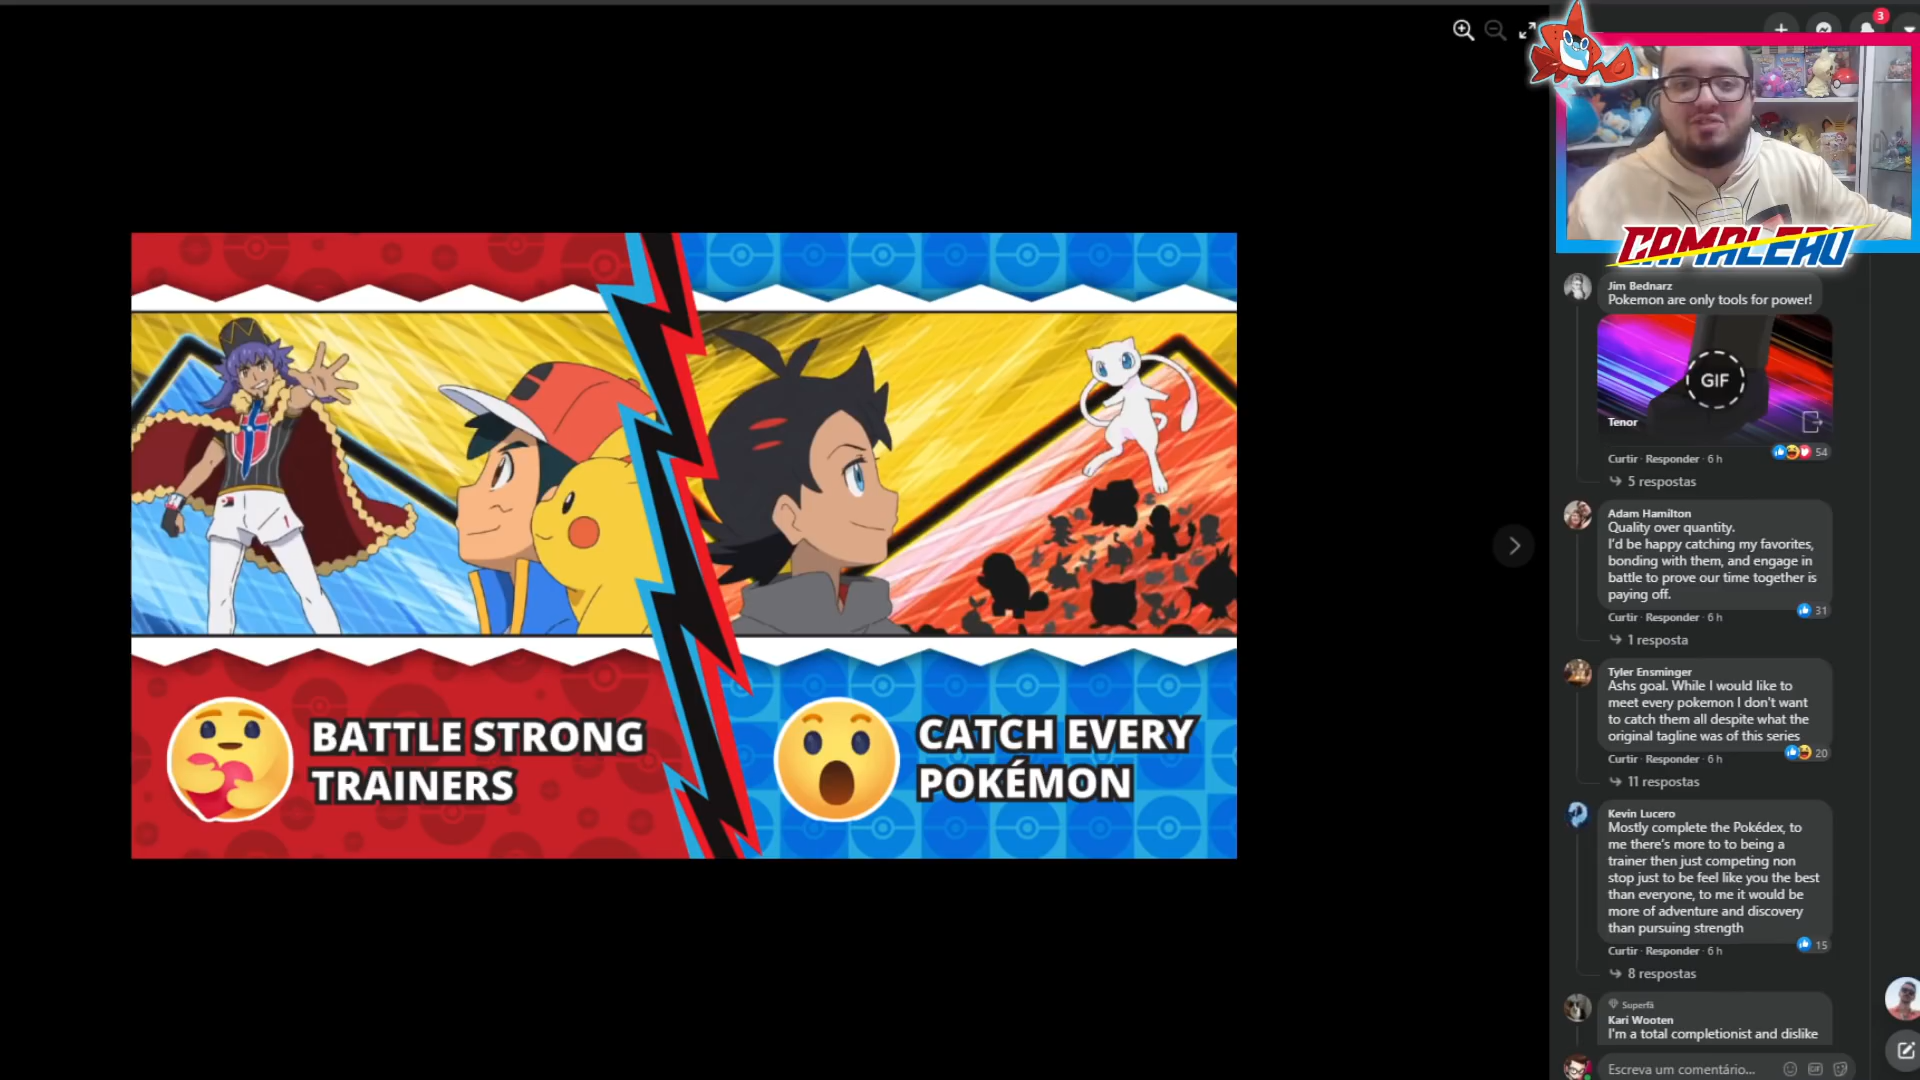 3
CAMALEAO
BATTLE STRONG
TRAINERS
CATCH EVERY
POKÉMON
Jim Bednarz
Pokemon are only tools for power!
GIF
Tenor
Curtir · Responder · 6 h
54
5 respostas
Adam Hamilton
Quality over quantity.
I'd be happy catching my favorites,
bonding with them, and engage in
battle to prove our time together is
paying off.
31
Curtir · Responder · 6 h
1 resposta
Tyler Ensminger
Ashs goal. While I would like to
meet every pokemon I don't want
to catch them all despite what the
original tagline was of this series
20
Curtir · Responder · 6 h
11 respostas
Kevin Lucero
Mostly complete the Pokédex, to
me there's more to to being a
trainer then just competing non
stop just to be feel like you the best
than everyone, to me it would be
more of adventure and discovery
than pursuing strength
15
Curtir · Responder · 6 h
8 respostas
Superfã
Kari Wooten
I'm a total completionist and dislike
Escreva um comentário...
GIF